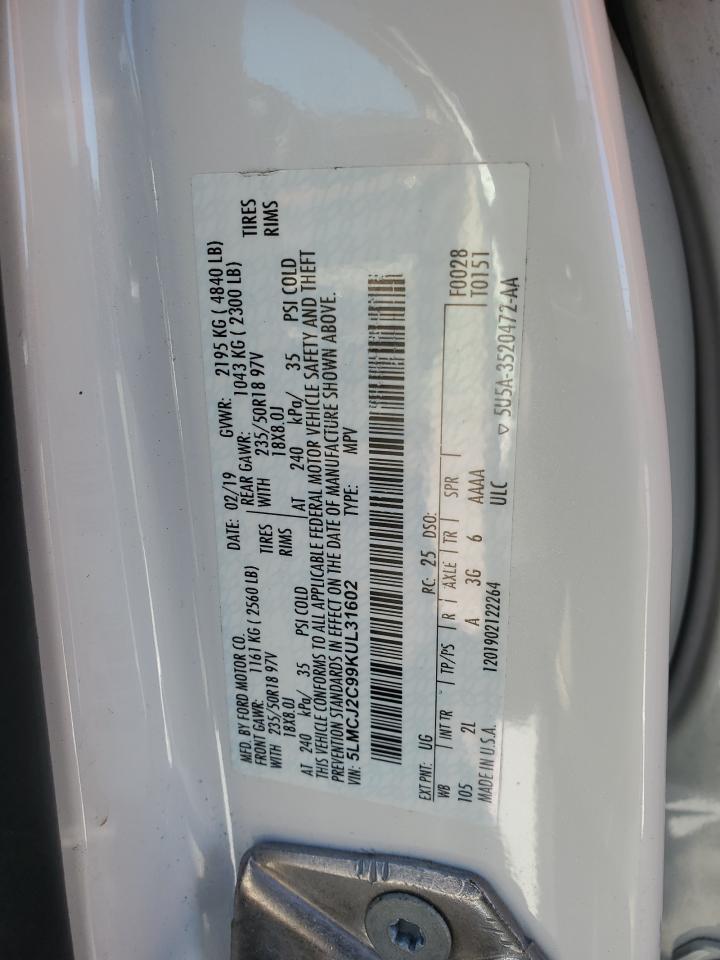 MFD. BY FORD MOTOR CO. DATE: 02/19 GVWR: 2195 KG ( 4840 LB)
FRONT GAWR: 1161 KG (2560 LB) REAR GAWR: 1043 KG ( 2300 LB)
WITH 235/50R18 97V TIRES WITH 235/50R18 97V TIRES
18X8.0J RIMS 18X8.0J RIMS
AT 240 kPa/ 35 PSI COLD AT 240 kPa/ 35 PSI COLD
THIS VEHICLE CONFORMS TO ALL APPLICABLE FEDERAL MOTOR VEHICLE SAFETY AND THEFT
PREVENTION STANDARDS IN EFFECT ON THE DATE OF MANUFACTURE SHOWN ABOVE.
VIN: 5LMCJ2C99KUL31602 TYPE: MPV
F0028
T0151
EXT PNT: UG RC: 25 DSO:
WB INT TR TP/PS R AXLE TR SPR
105 2L A 3G 6 AAAA
MADE IN U.S.A. 1201902122264 ULC
▽ 5U5A-3520472-AA